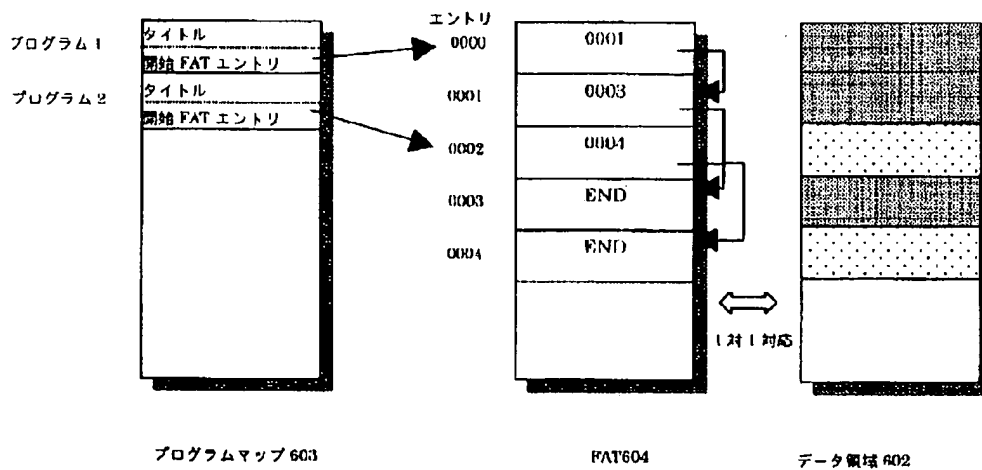 プログラム1
タイトル
開始 FAT エントリ
プログラム2
タイトル
開始 FAT エントリ
エントリ
0000
0001
0002
0003
0004
0001
0003
0004
END
END
1対1対応
プログラムマップ 603
FAT604
データ領域 602